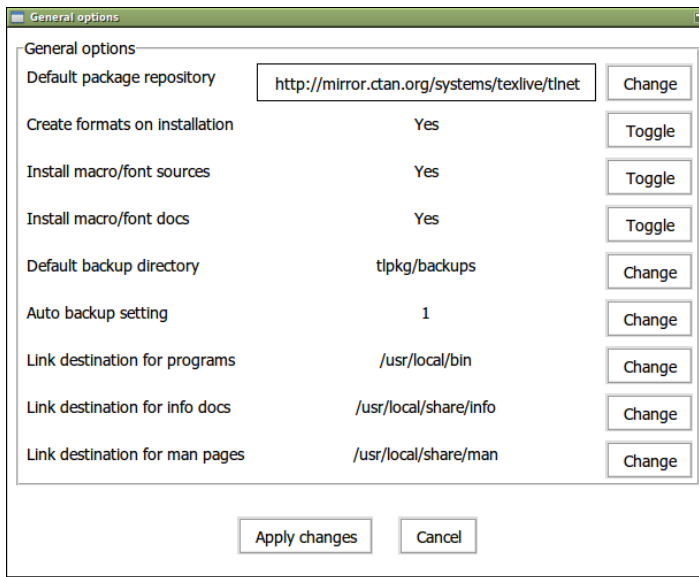 General options
General options
Default package repository http://mirror.ctan.org/systems/texlive/tlnet Change
Create formats on installation Yes Toggle
Install macro/font sources Yes Toggle
Install macro/font docs Yes Toggle
Default backup directory tlpkg/backups Change
Auto backup setting 1 Change
Link destination for programs /usr/local/bin Change
Link destination for info docs /usr/local/share/info Change
Link destination for man pages /usr/local/share/man Change
Apply changes Cancel